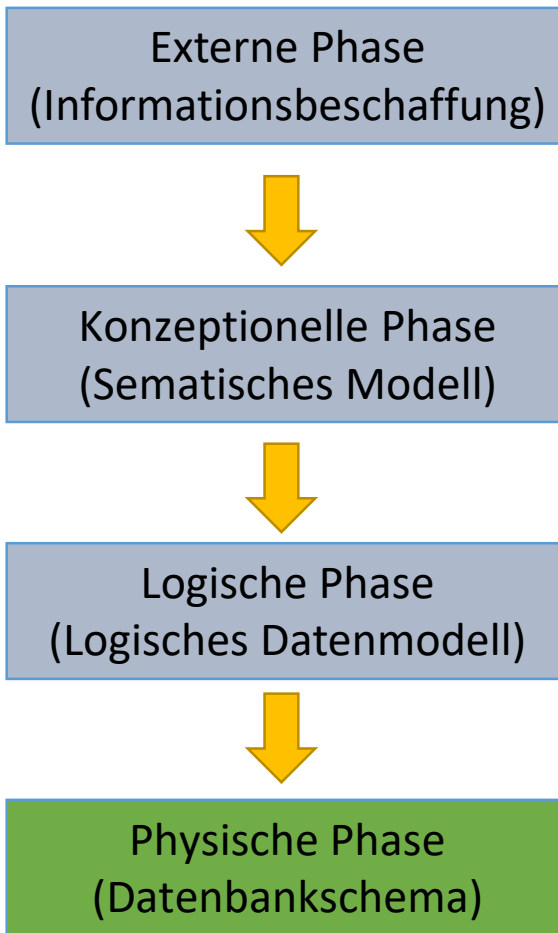 Externe Phase
(Informationsbeschaffung)
Konzeptionelle Phase
(Sematisches Modell)
Logische Phase
(Logisches Datenmodell)
Physische Phase
(Datenbankschema)